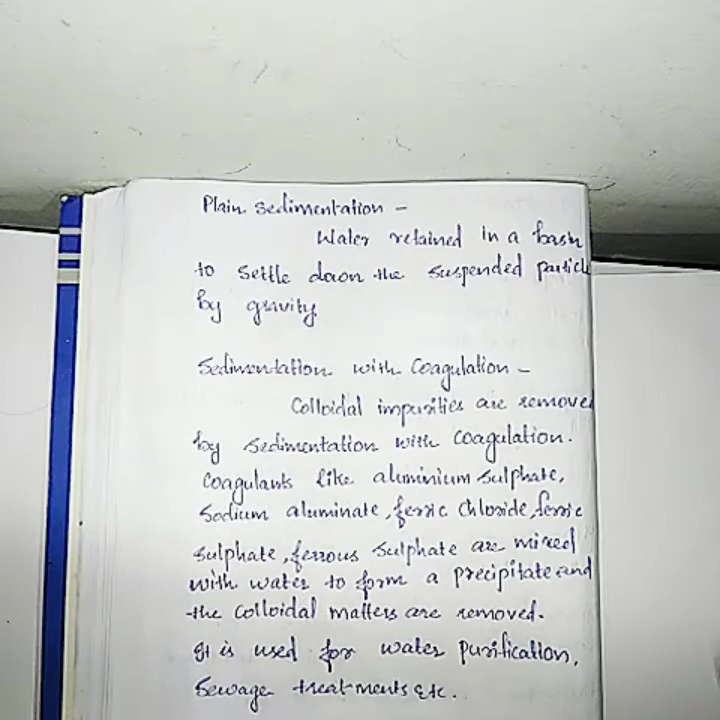 Plain Sedimentation -
Water retained in a basin
to settle down the suspended particle
by gravity
Sedimentation with Coagulation -
Colloidal impurities are removed
by sedimentation with coagulation.
Coagulants like aluminium sulphate,
Sodium aluminate, ferric chloride, ferric
sulphate, ferrous sulphate are mixed
with water to form a precipitate and
the colloidal matters are removed.
It is used for water purification,
Sewage treatments etc.